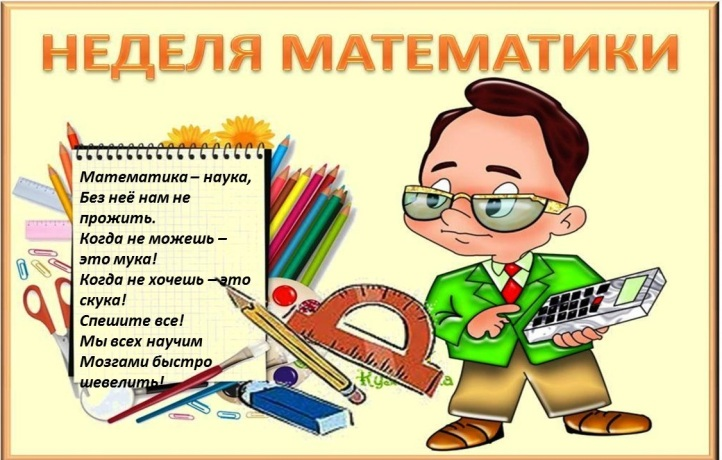 НЕДЕЛЯ МАТЕМАТИКИ
Математика – наука,
Без неё нам не
прожить.
Когда не можешь –
это мука!
Когда не хочешь – это
скука!
Спешите все!
Мы всех научим
Мозгами быстро
шевелить!